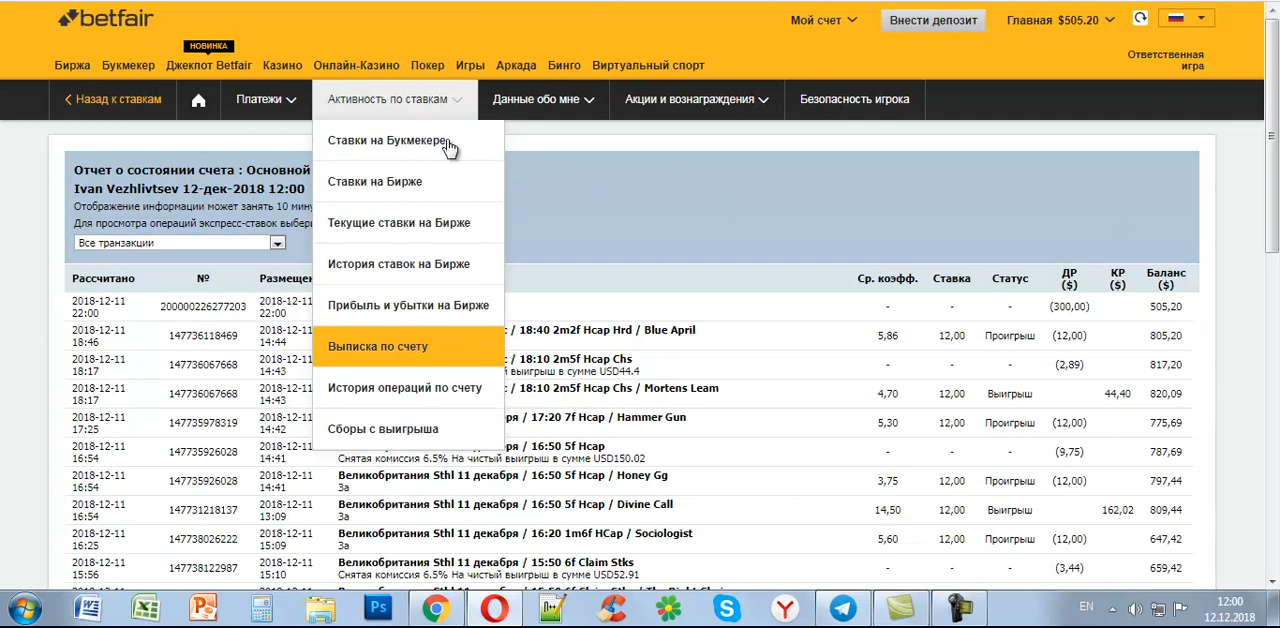 betfair
Мой счет
Внести депозит
Главная $505.20
НОВИНКА
Ответственная
игра
Биржа Букмекер Джекпот Betfair Казино Онлайн-Казино Покер Игры Аркада Бинго Виртуальный спорт
Назад к ставкам Платежи Активность по ставкам Данные обо мне Акции и вознаграждения Безопасность игрока
Ставки на Букмекере
Ставки на Бирже
Текущие ставки на Бирже
История ставок на Бирже
Прибыль и убытки на Бирже
Выписка по счету
История операций по счету
Сборы с выигрыша
Отчет о состоянии счета : Основной
Ivan Vezhlivtsev 12-дек-2018 12:00
Отображение информации может занять 10 мину
Для просмотра операций экспресс-ставок выбери
Все транзакции
Рассчитано № Размещен Ср. коэфф. Ставка Статус ДР ($) КР ($) Баланс ($)
2018-12-11 22:00 200000226277203 2018-12-11 22:00 - - - (300,00) 505,20
2018-12-11 18:46 147736118469 2018-12-11 14:44 / 18:40 2m2f Hcap Hrd / Blue April 5,86 12,00 Проигрыш (12,00) 805,20
2018-12-11 18:17 147736067668 2018-12-11 14:43 / 18:10 2m5f Hcap Chs выигрыш в сумме USD44.4 - - - (2,89) 817,20
2018-12-11 18:17 147736067668 2018-12-11 14:43 / 18:10 2m5f Hcap Chs / Mortens Leam 4,70 12,00 Выигрыш 44,40 820,09
2018-12-11 17:25 147735978319 2018-12-11 14:42 / 17:20 7f Hcap / Hammer Gun 5,30 12,00 Проигрыш (12,00) 775,69
2018-12-11 16:54 147735926028 2018-12-11 14:41 / 16:50 5f Hcap Снятая комиссия 6.5% На чистый выигрыш в сумме USD150.02 - - - (9,75) 787,69
2018-12-11 16:54 147735926028 2018-12-11 14:41 Великобритания Sthl 11 декабря / 16:50 5f Hcap / Honey Gg За 3,75 12,00 Проигрыш (12,00) 797,44
2018-12-11 16:54 147731218137 2018-12-11 13:09 Великобритания Sthl 11 декабря / 16:50 5f Hcap / Divine Call За 14,50 12,00 Выигрыш 162,02 809,44
2018-12-11 16:25 147738026222 2018-12-11 15:09 Великобритания Sthl 11 декабря / 16:20 1m6f HCap / Sociologist За 5,60 12,00 Проигрыш (12,00) 647,42
2018-12-11 15:56 147738122987 2018-12-11 15:10 Великобритания Sthl 11 декабря / 15:50 6f Claim Stks Снятая комиссия 6.5% На чистый выигрыш в сумме USD52.91 - - - (3,44) 659,42
EN
12:00
12.12.2018